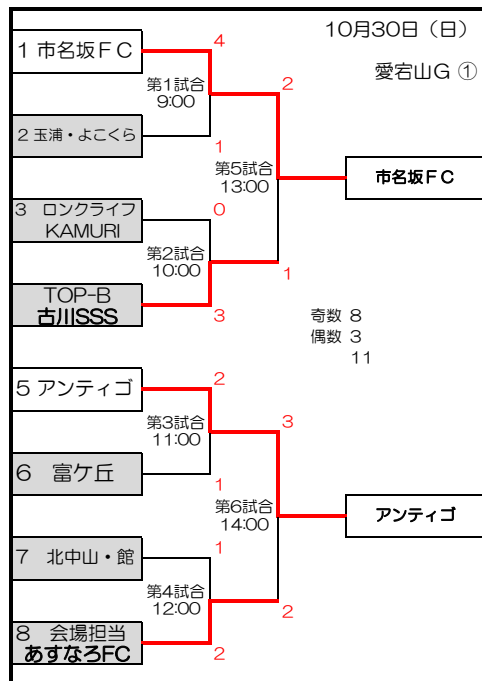 10月30日（日）
愛宕山G ①
1 市名坂ＦＣ
4
第1試合
9:00
2 玉浦・よこくら
1
2
第5試合
13:00
市名坂ＦＣ
3 ロンクライフ
KAMURI
0
第2試合
10:00
TOP-B
古川SSS
3
1
奇数 8
偶数 3
11
5 アンティゴ
2
第3試合
11:00
6 富ケ丘
1
3
第6試合
14:00
アンティゴ
7 北中山・館
1
第4試合
12:00
8 会場担当
あすなろFC
2
2